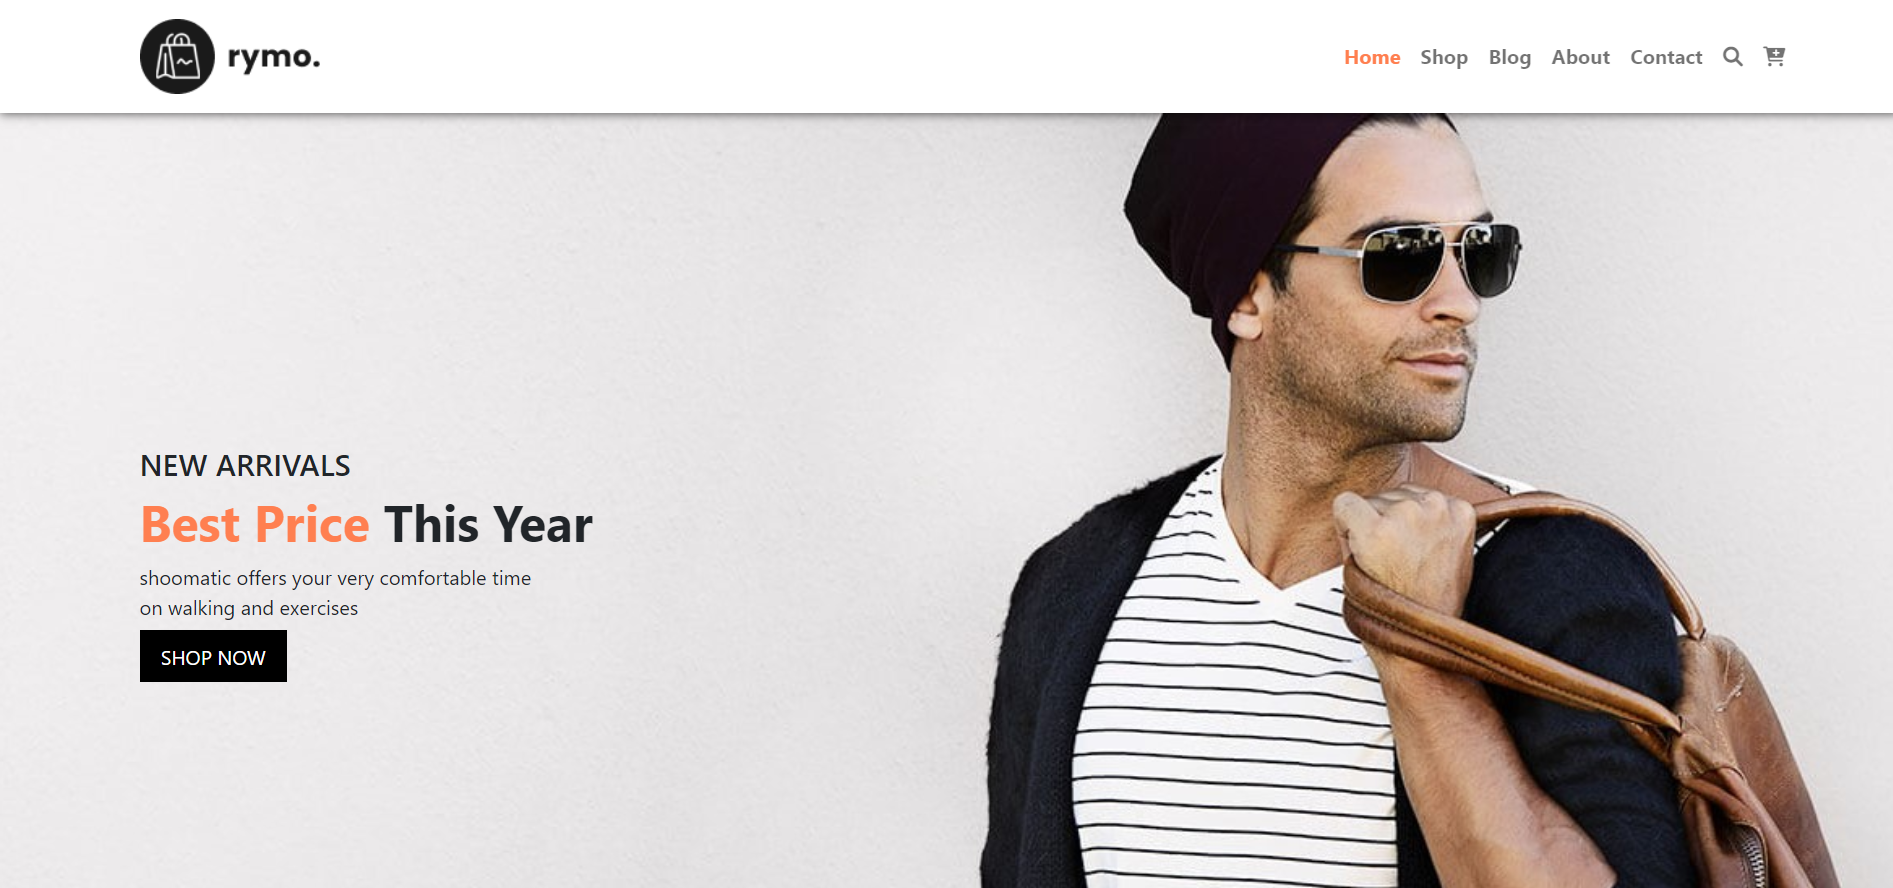 rymo.
Home Shop Blog About Contact
NEW ARRIVALS
Best Price This Year
shoomatic offers your very comfortable time
on walking and exercises
SHOP NOW